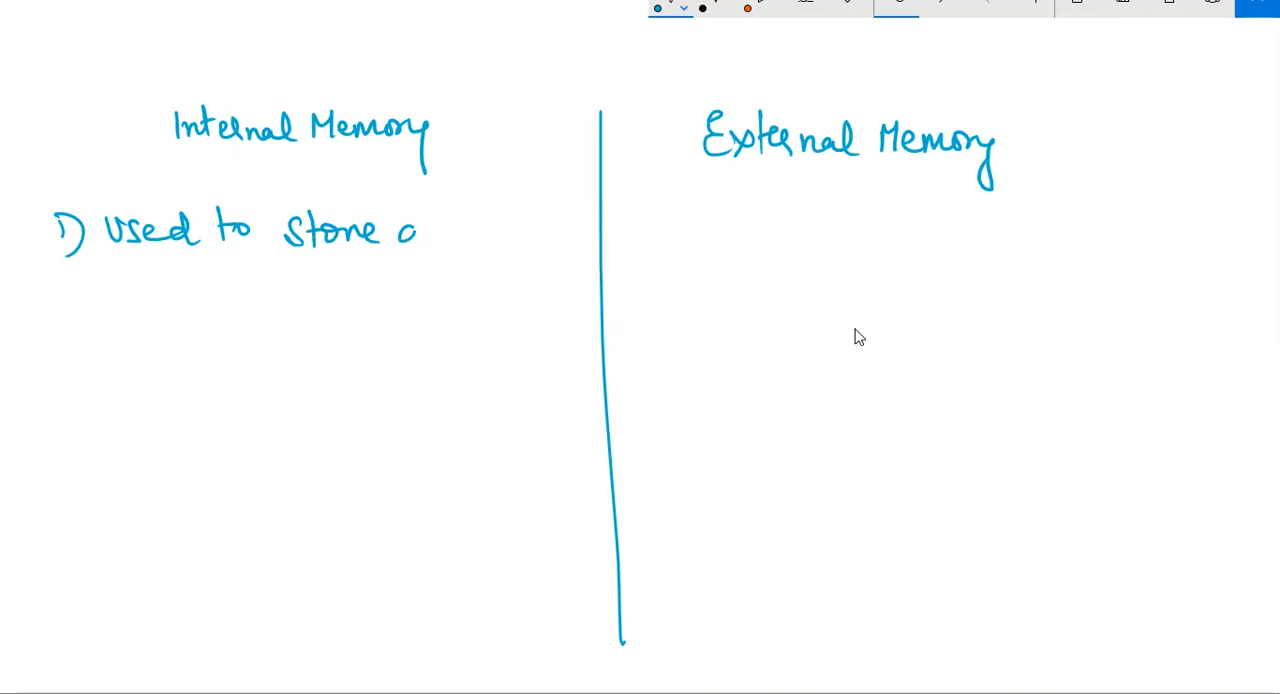 Internal Memory
External Memory
1) Used to store